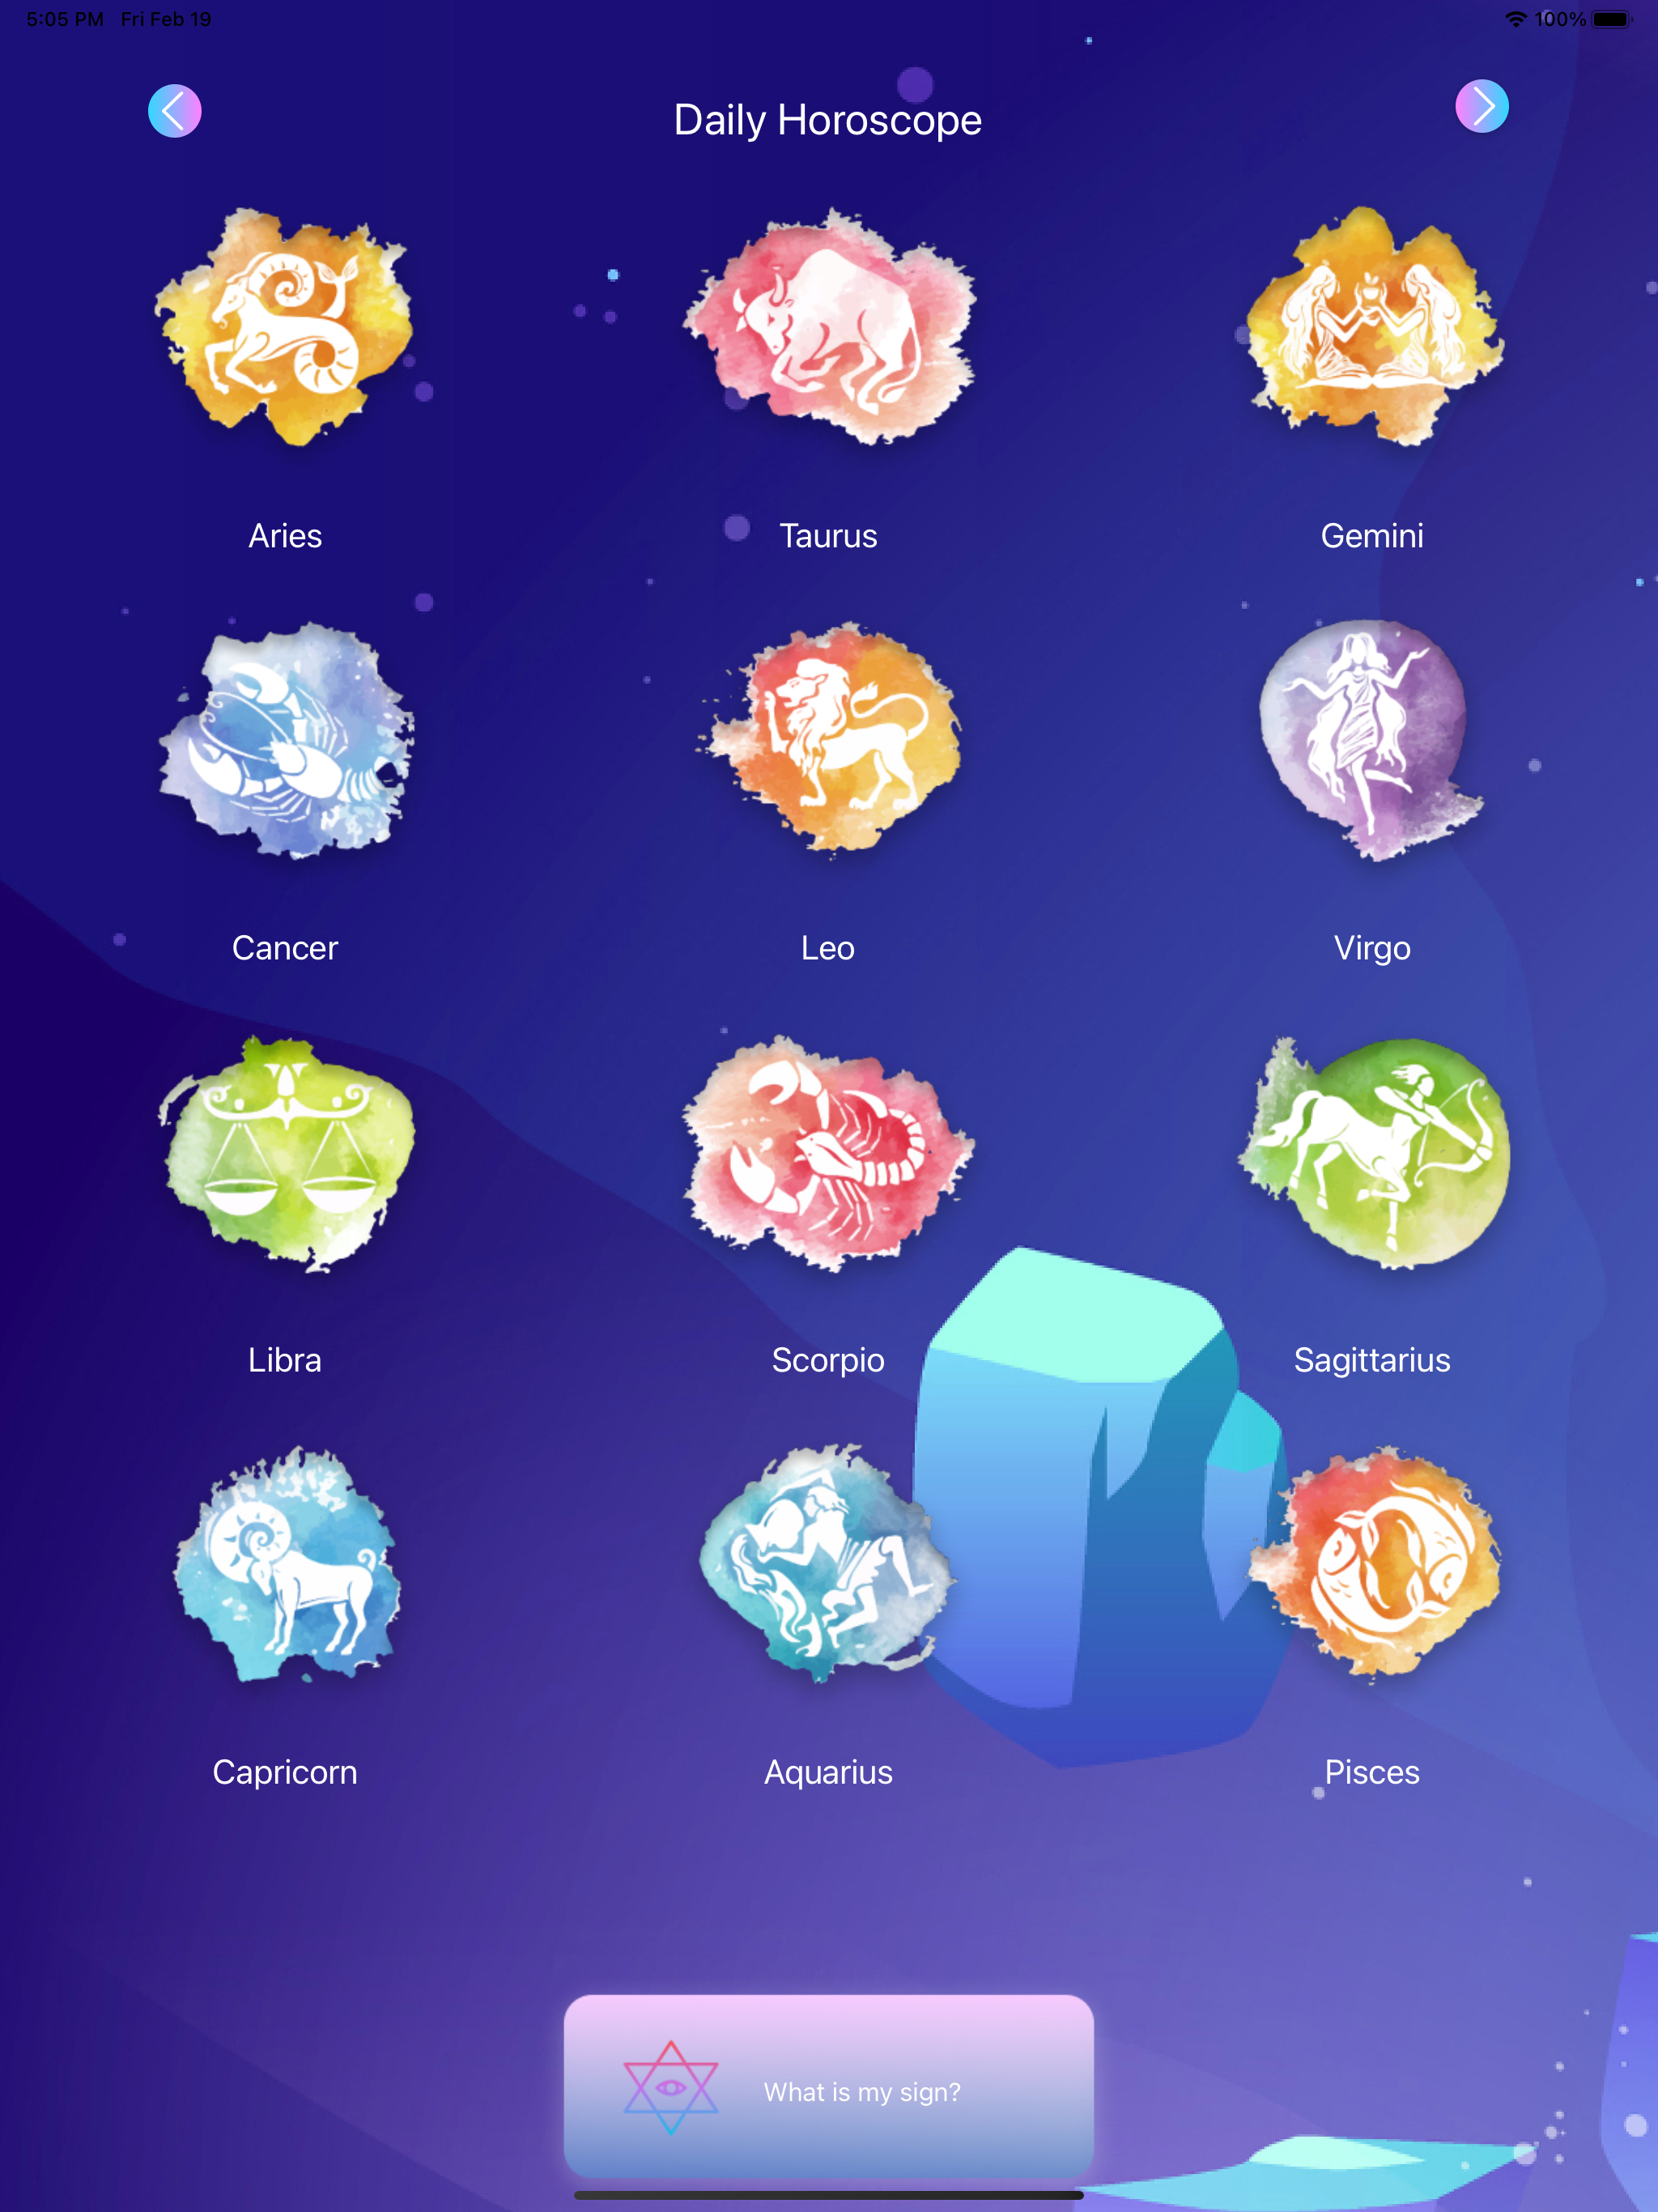 5:05 PM Fri Feb 19
100%
Daily Horoscope
Aries
Taurus
Gemini
Cancer
Leo
Virgo
Libra
Scorpio
Sagittarius
Capricorn
Aquarius
Pisces
What is my sign?